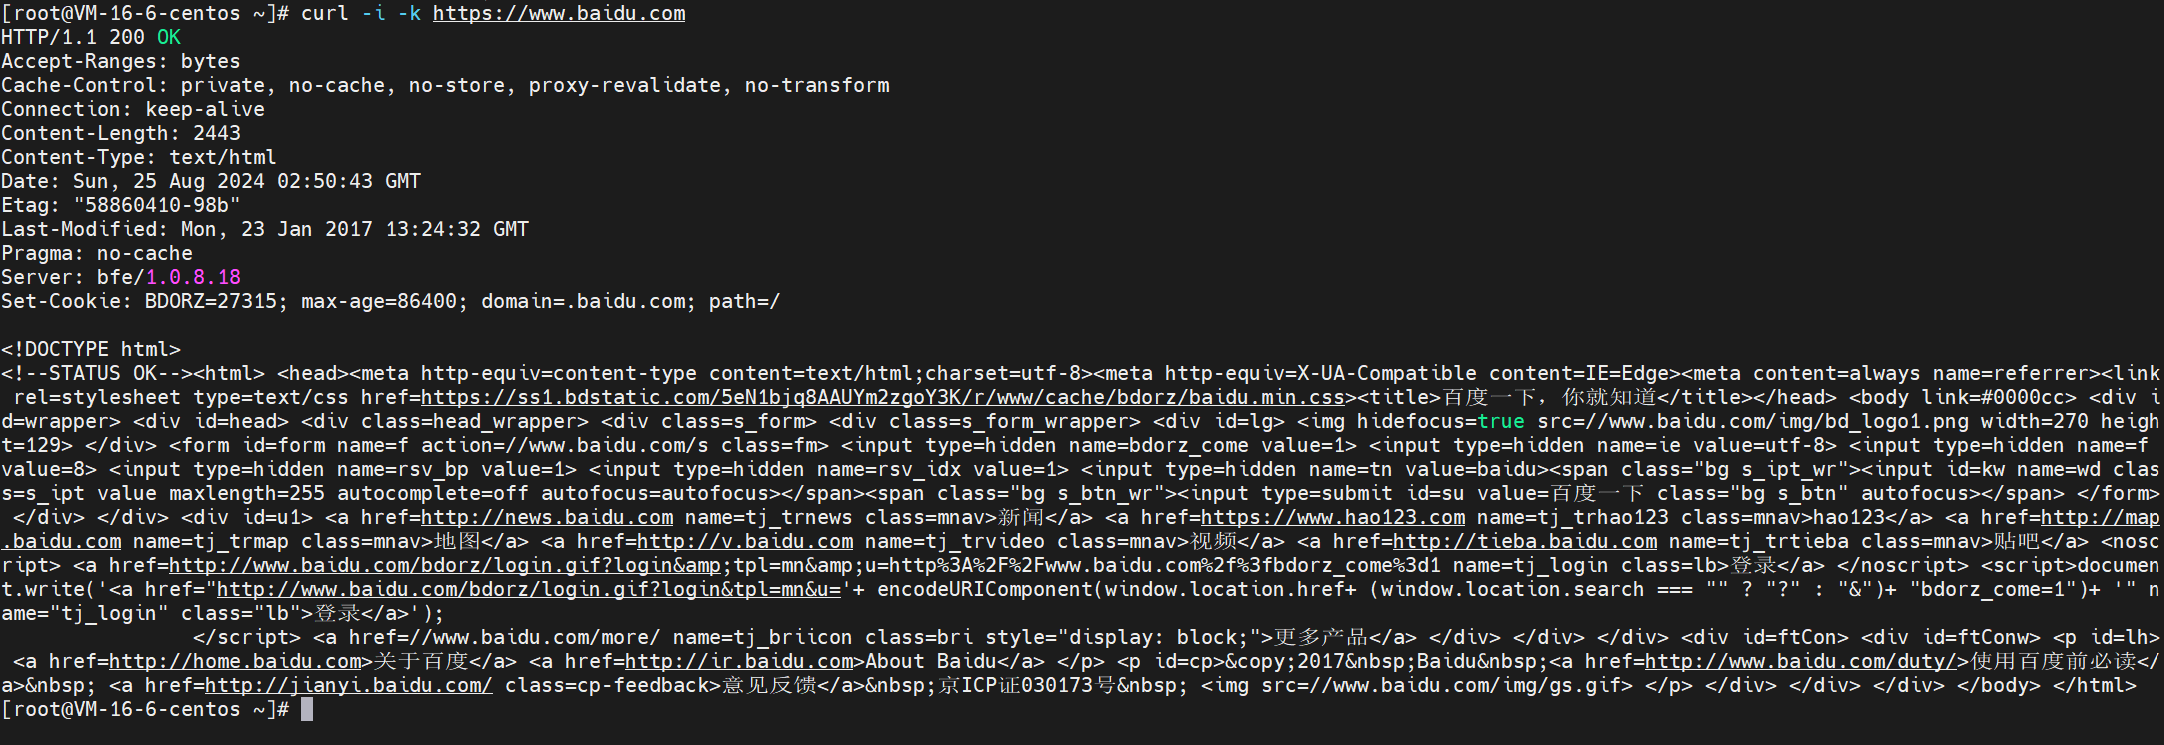 [root@VM-16-6-centos ~]# curl -i -k https://www.baidu.com
HTTP/1.1 200 OK
Accept-Ranges: bytes
Cache-Control: private, no-cache, no-store, proxy-revalidate, no-transform
Connection: keep-alive
Content-Length: 2443
Content-Type: text/html
Date: Sun, 25 Aug 2024 02:50:43 GMT
Etag: "58860410-98b"
Last-Modified: Mon, 23 Jan 2017 13:24:32 GMT
Pragma: no-cache
Server: bfe/1.0.8.18
Set-Cookie: BDORZ=27315; max-age=86400; domain=.baidu.com; path=/

<!DOCTYPE html>
<!--STATUS OK--><html> <head><meta http-equiv=content-type content=text/html;charset=utf-8><meta http-equiv=X-UA-Compatible content=IE=Edge><meta content=always name=referrer><link
 rel=stylesheet type=text/css href=https://ss1.bdstatic.com/5eN1bjq8AAUYm2zgoY3K/r/www/cache/bdorz/baidu.min.css><title>百度一下，你就知道</title></head> <body link=#0000cc> <div i
d=wrapper> <div id=head> <div class=head_wrapper> <div class=s_form> <div class=s_form_wrapper> <div id=lg> <img hidefocus=true src=//www.baidu.com/img/bd_logo1.png width=270 heigh
t=129> </div> <form id=form name=f action=//www.baidu.com/s class=fm> <input type=hidden name=bdorz_come value=1> <input type=hidden name=ie value=utf-8> <input type=hidden name=f
value=8> <input type=hidden name=rsv_bp value=1> <input type=hidden name=rsv_idx value=1> <input type=hidden name=tn value=baidu><span class="bg s_ipt_wr"><input id=kw name=wd clas
s=s_ipt value maxlength=255 autocomplete=off autofocus=autofocus></span><span class="bg s_btn_wr"><input type=submit id=su value=百度一下 class="bg s_btn" autofocus></span> </form>
 </div> </div> <div id=u1> <a href=http://news.baidu.com name=tj_trnews class=mnav>新闻</a> <a href=https://www.hao123.com name=tj_trhao123 class=mnav>hao123</a> <a href=http://map
.baidu.com name=tj_trmap class=mnav>地图</a> <a href=http://v.baidu.com name=tj_trvideo class=mnav>视频</a> <a href=http://tieba.baidu.com name=tj_trtieba class=mnav>贴吧</a> <nosc
ript> <a href=http://www.baidu.com/bdorz/login.gif?login&amp;tpl=mn&amp;u=http%3A%2F%2Fwww.baidu.com%2f%3fbdorz_come%3d1 name=tj_login class=lb>登录</a> </noscript> <script>documen
t.write('<a href="http://www.baidu.com/bdorz/login.gif?login&tpl=mn&u='+ encodeURIComponent(window.location.href+ (window.location.search === "" ? "?" : "&")+ "bdorz_come=1")+ '" n
ame="tj_login" class="lb">登录</a>');
                </script> <a href=//www.baidu.com/more/ name=tj_briicon class=bri style="display: block;">更多产品</a> </div> </div> </div> <div id=ftCon> <div id=ftConw> <p id=lh>
 <a href=http://home.baidu.com>关于百度</a> <a href=http://ir.baidu.com>About Baidu</a> </p> <p id=cp>&copy;2017&nbsp;Baidu&nbsp;<a href=http://www.baidu.com/duty/>使用百度前必读</
a>&nbsp; <a href=http://jianyi.baidu.com/ class=cp-feedback>意见反馈</a>&nbsp;京ICP证030173号&nbsp; <img src=//www.baidu.com/img/gs.gif> </p> </div> </div> </div> </body> </html>
[root@VM-16-6-centos ~]#